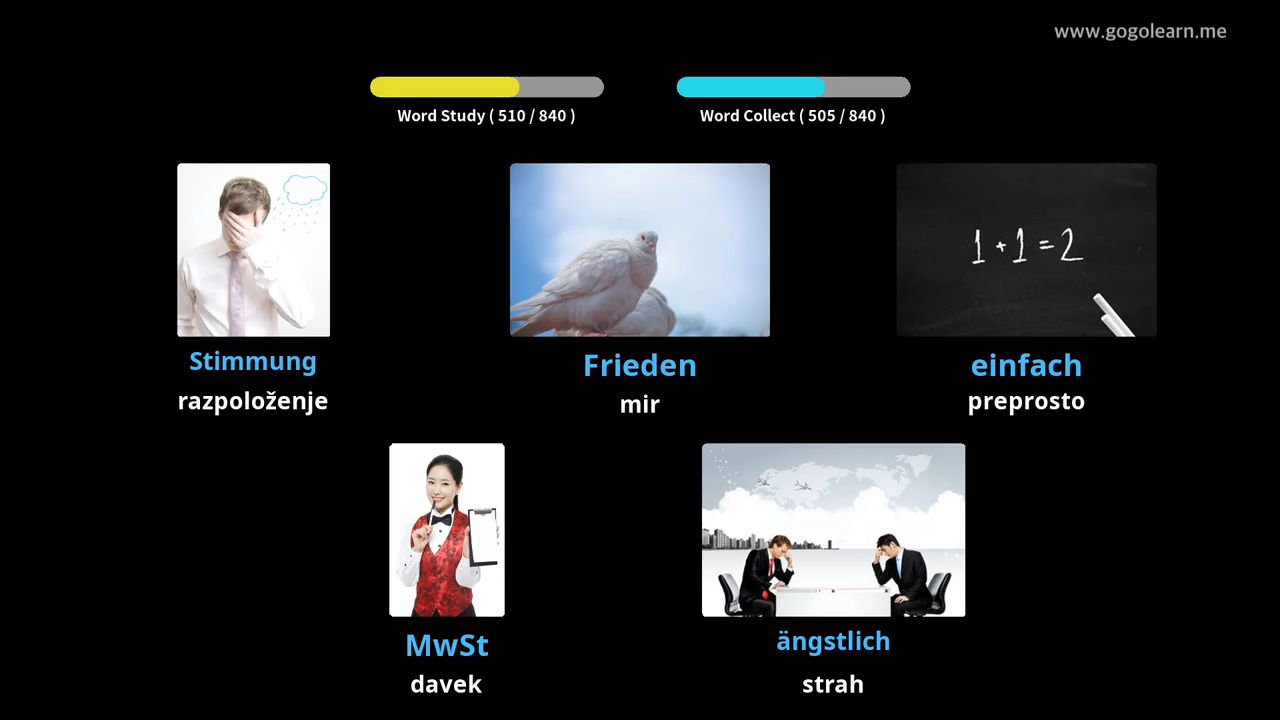 www.gogolearn.me
Word Study ( 510 / 840 )
Word Collect ( 505 / 840 )
1 + 1 = 2
Stimmung
razpoloženje
Frieden
mir
einfach
preprosto
MwSt
davek
ängstlich
strah